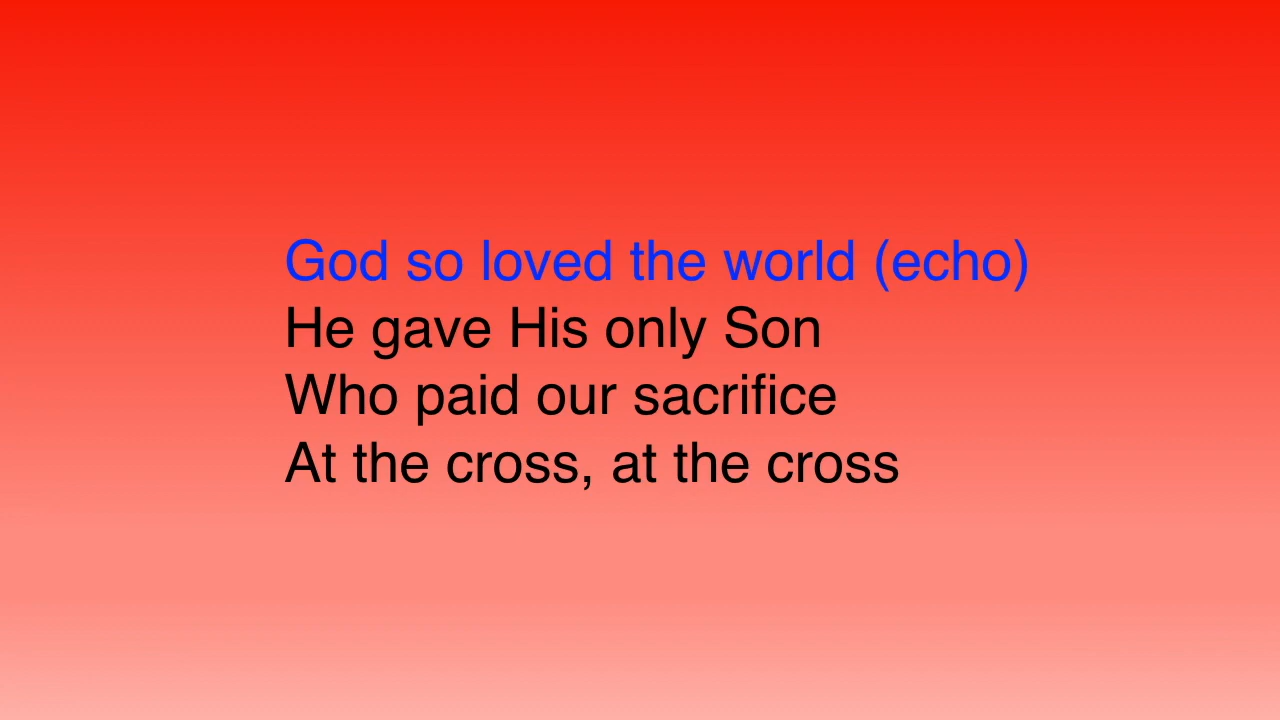 God so loved the world (echo)
He gave His only Son
Who paid our sacrifice
At the cross, at the cross